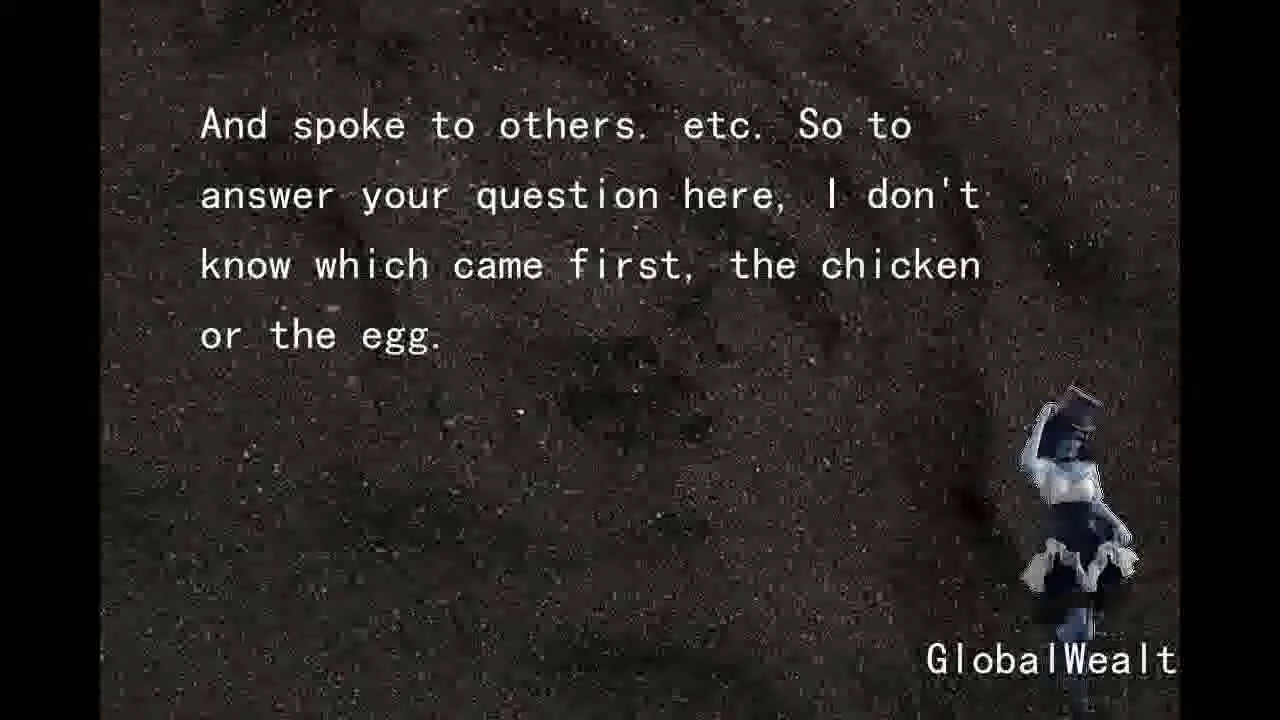 And spoke to others. etc. So to
answer your question here, I don't
know which came first, the chicken
or the egg.
GlobalWealt